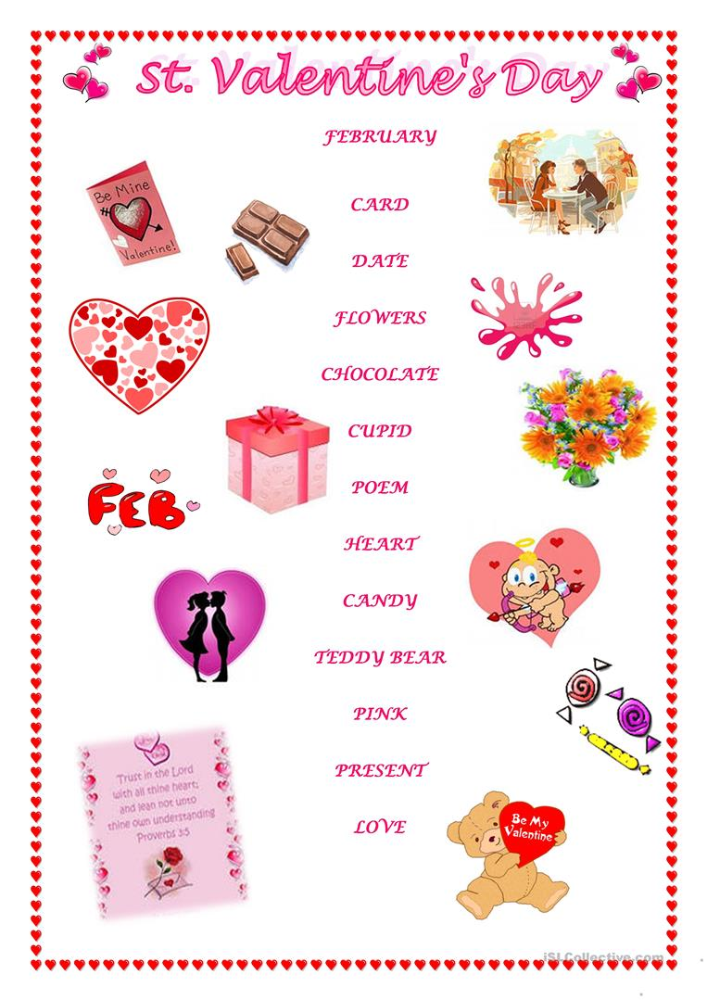 St. Valentine's Day
FEBRUARY
CARD
DATE
FLOWERS
CHOCOLATE
CUPID
POEM
HEART
CANDY
TEDDY BEAR
PINK
PRESENT
LOVE
Be Mine
Valentine!
FEB
Trust in the Lord
with all thine heart;
and lean not unto
thine own understanding
Proverbs 3:5
Be My
Valentine
iSLCollective.com